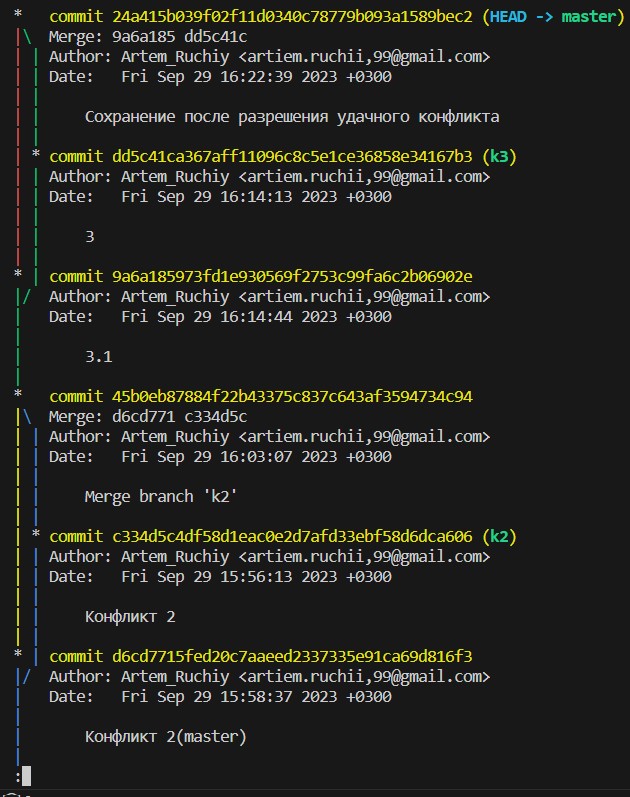 * commit 24a415b039f02f11d0340c78779b093a1589bec2 (HEAD -> master)
|\ Merge: 9a6a185 dd5c41c
| | Author: Artem_Ruchiy <artiem.ruchii,99@gmail.com>
| | Date: Fri Sep 29 16:22:39 2023 +0300
| |
| | Сохранение после разрешения удачного конфликта
| |
| * commit dd5c41ca367aff11096c8c5e1ce36858e34167b3 (k3)
| | Author: Artem_Ruchiy <artiem.ruchii,99@gmail.com>
| | Date: Fri Sep 29 16:14:13 2023 +0300
| |
| | 3
| |
* | commit 9a6a185973fd1e930569f2753c99fa6c2b06902e
|/ Author: Artem_Ruchiy <artiem.ruchii,99@gmail.com>
| Date: Fri Sep 29 16:14:44 2023 +0300
|
| 3.1
|
* commit 45b0eb87884f22b43375c837c643af3594734c94
|\ Merge: d6cd771 c334d5c
| | Author: Artem_Ruchiy <artiem.ruchii,99@gmail.com>
| | Date: Fri Sep 29 16:03:07 2023 +0300
| |
| | Merge branch 'k2'
| |
| * commit c334d5c4df58d1eac0e2d7afd33ebf58d6dca606 (k2)
| | Author: Artem_Ruchiy <artiem.ruchii,99@gmail.com>
| | Date: Fri Sep 29 15:56:13 2023 +0300
| |
| | Конфликт 2
| |
* | commit d6cd7715fed20c7aaeed2337335e91ca69d816f3
|/ Author: Artem_Ruchiy <artiem.ruchii,99@gmail.com>
| Date: Fri Sep 29 15:58:37 2023 +0300
|
| Конфликт 2(master)
|
: